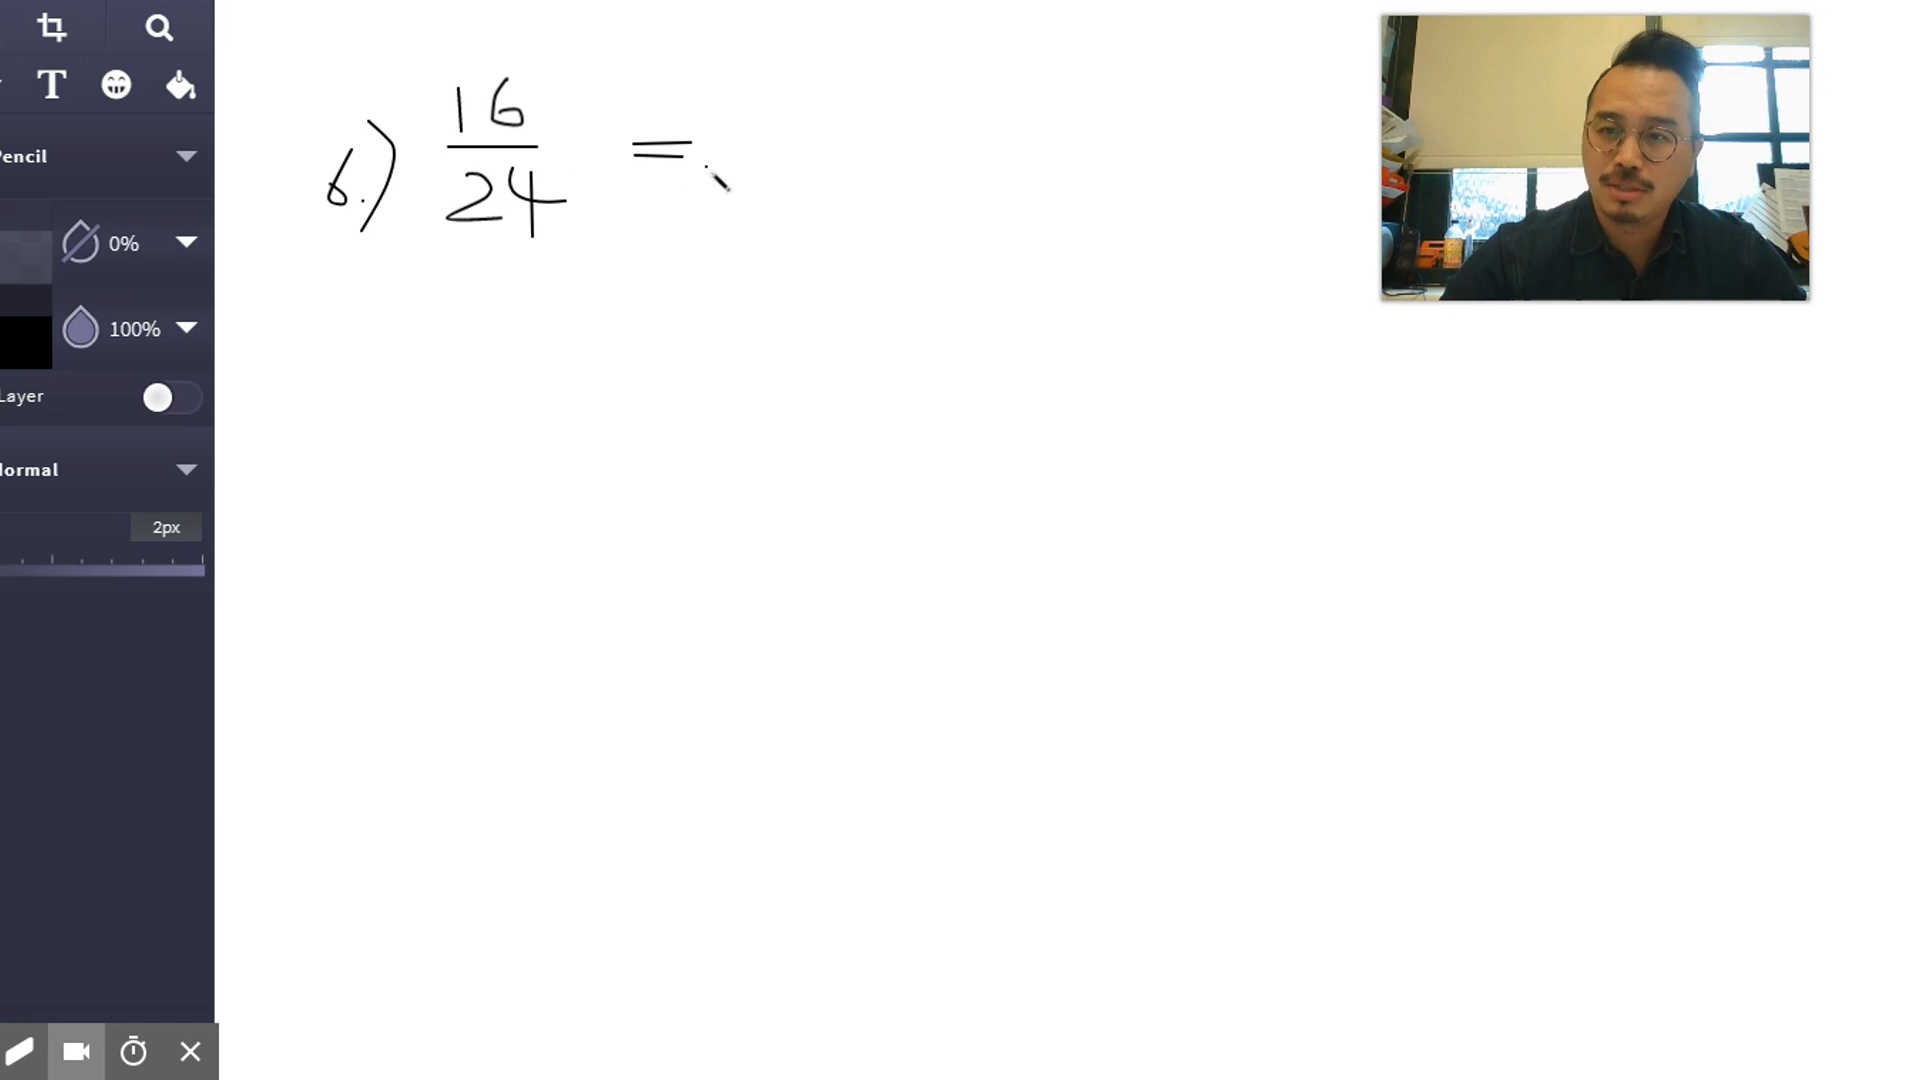 T
Pencil
0%
100%
Layer
Normal
2px
6.) 16
24 =